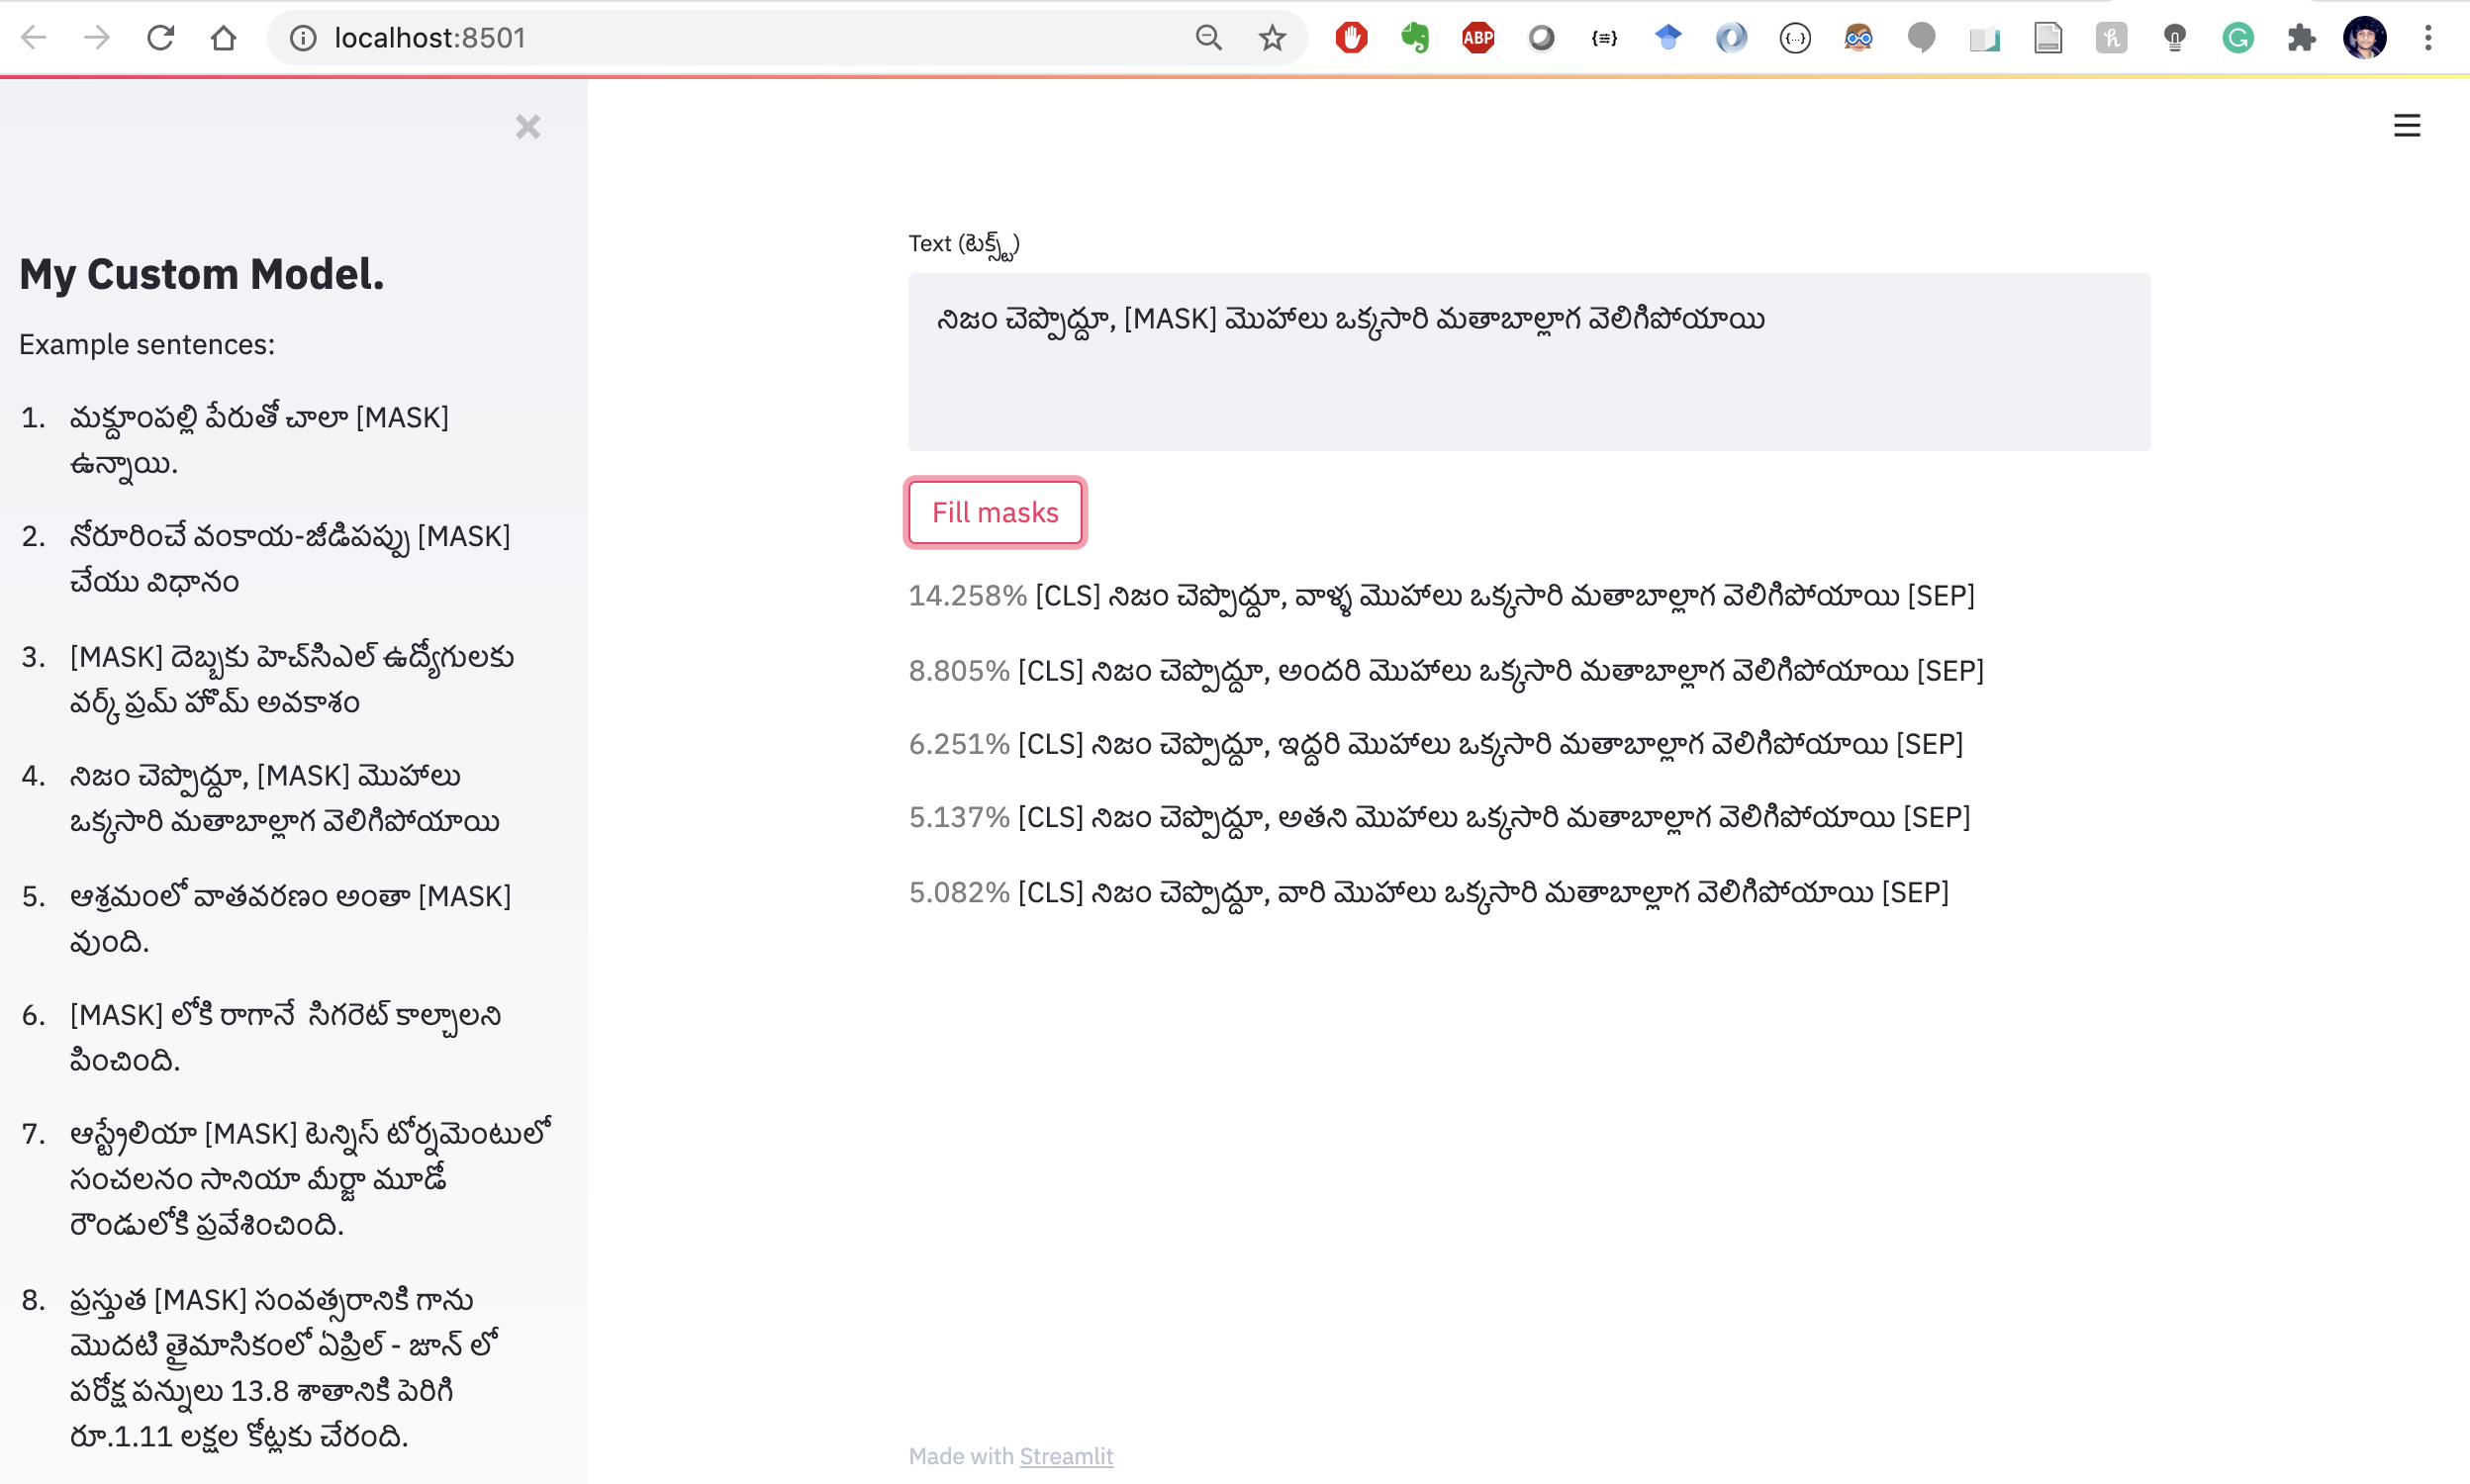 localhost:8501
ABP
My Custom Model.
Example sentences:
1. మక్దూంపల్లి పేరుతో చాలా [MASK]
ఉన్నాయి.
2. నోరూరించే వంకాయ-జీడిపప్పు [MASK]
చేయు విధానం
3. [MASK] దెబ్బకు హెచ్‌సిఎల్ ఉద్యోగులకు
వర్క్ ప్రమ్ హొమ్ అవకాశం
4. నిజం చెప్పొద్దూ, [MASK] మొహాలు
ఒక్కసారి మతాబాల్లాగ వెలిగిపోయాయి
5. ఆశ్రమంలో వాతవరణం అంతా [MASK]
వుంది.
6. [MASK] లోకి రాగానే సిగరెట్ కాల్చాలని
పించింది.
7. ఆస్ట్రేలియా [MASK] టెన్నిస్ టోర్నమెంటులో
సంచలనం సానియా మీర్జా మూడో
రౌండులోకి ప్రవేశించింది.
8. ప్రస్తుత [MASK] సంవత్సరానికి గాను
మొదటి త్రైమాసికంలో ఏప్రిల్ - జూన్ లో
పరోక్ష పన్నులు 13.8 శాతానికి పెరిగి
రూ.1.11 లక్షల కోట్లకు చేరంది.
Text (టెక్స్ట్)
నిజం చెప్పొద్దూ, [MASK] మొహాలు ఒక్కసారి మతాబాల్లాగ వెలిగిపోయాయి
Fill masks
14.258% [CLS] నిజం చెప్పొద్దూ, వాళ్ళ మొహాలు ఒక్కసారి మతాబాల్లాగ వెలిగిపోయాయి [SEP]
8.805% [CLS] నిజం చెప్పొద్దూ, అందరి మొహాలు ఒక్కసారి మతాబాల్లాగ వెలిగిపోయాయి [SEP]
6.251% [CLS] నిజం చెప్పొద్దూ, ఇద్దరి మొహాలు ఒక్కసారి మతాబాల్లాగ వెలిగిపోయాయి [SEP]
5.137% [CLS] నిజం చెప్పొద్దూ, అతని మొహాలు ఒక్కసారి మతాబాల్లాగ వెలిగిపోయాయి [SEP]
5.082% [CLS] నిజం చెప్పొద్దూ, వారి మొహాలు ఒక్కసారి మతాబాల్లాగ వెలిగిపోయాయి [SEP]
Made with Streamlit